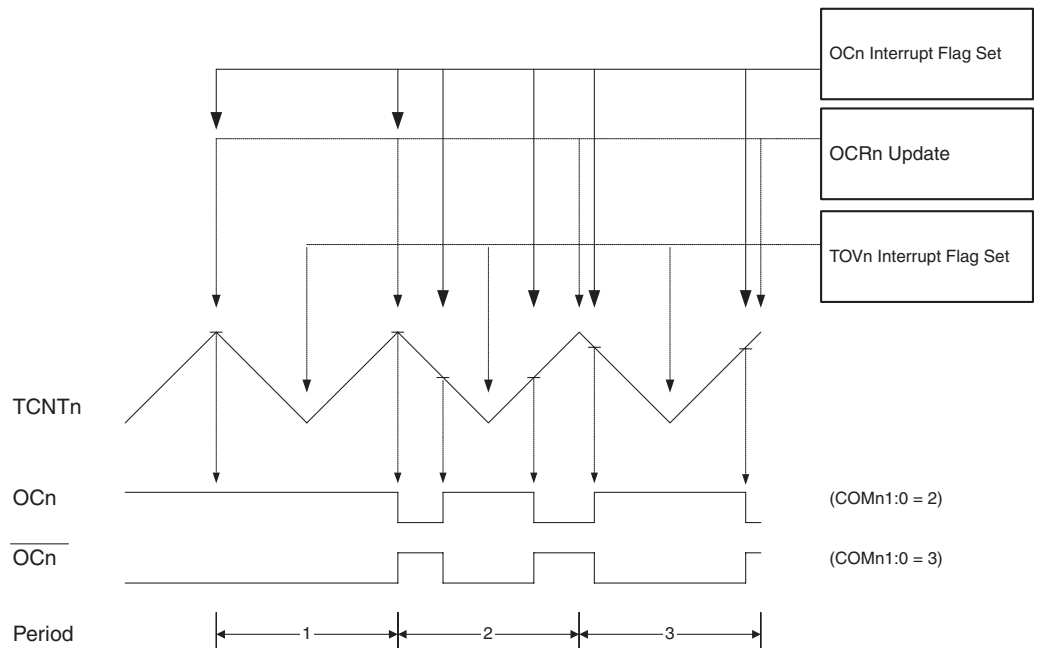 OCn Interrupt Flag Set
OCRn Update
TOVn Interrupt Flag Set
TCNTn
OCn
(COMn1:0 = 2)
OCn
(COMn1:0 = 3)
Period
1
2
3